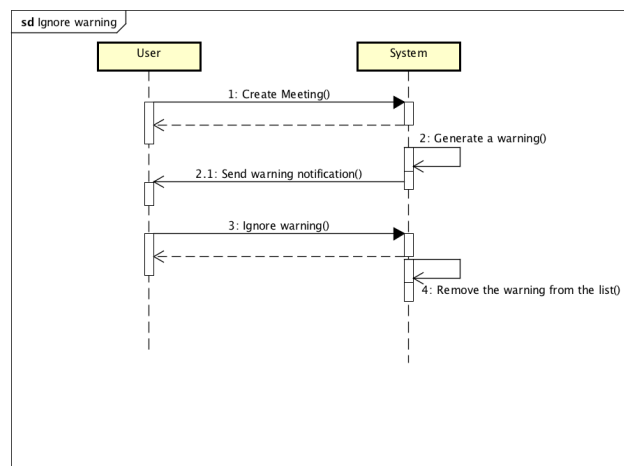 sd Ignore warning
User
System
1: Create Meeting()
2: Generate a warning()
2.1: Send warning notification()
3: Ignore warning()
4: Remove the warning from the list()